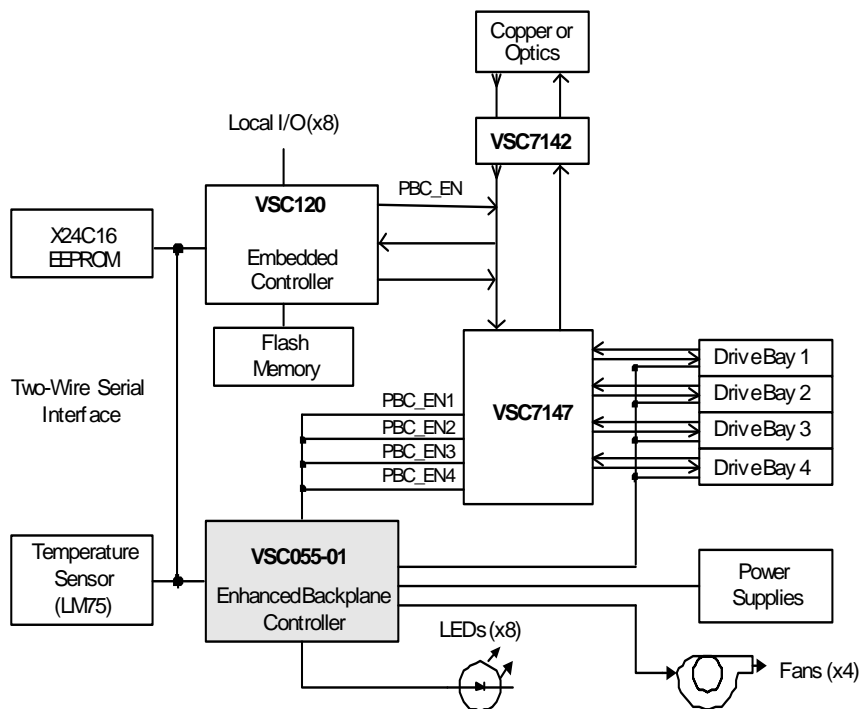 Copper or
Optics
Local I/O (x8)
VSC7142
PBC_EN
VSC120
Embedded
Controller
X24C16
EEPROM
Flash
Memory
Two-Wire Serial
Interface
VSC7147
Drive Bay 1
Drive Bay 2
Drive Bay 3
Drive Bay 4
PBC_EN1
PBC_EN2
PBC_EN3
PBC_EN4
Temperature
Sensor
(LM75)
VSC055-01
Enhanced Backplane
Controller
Power
Supplies
LEDs (x8)
Fans (x4)